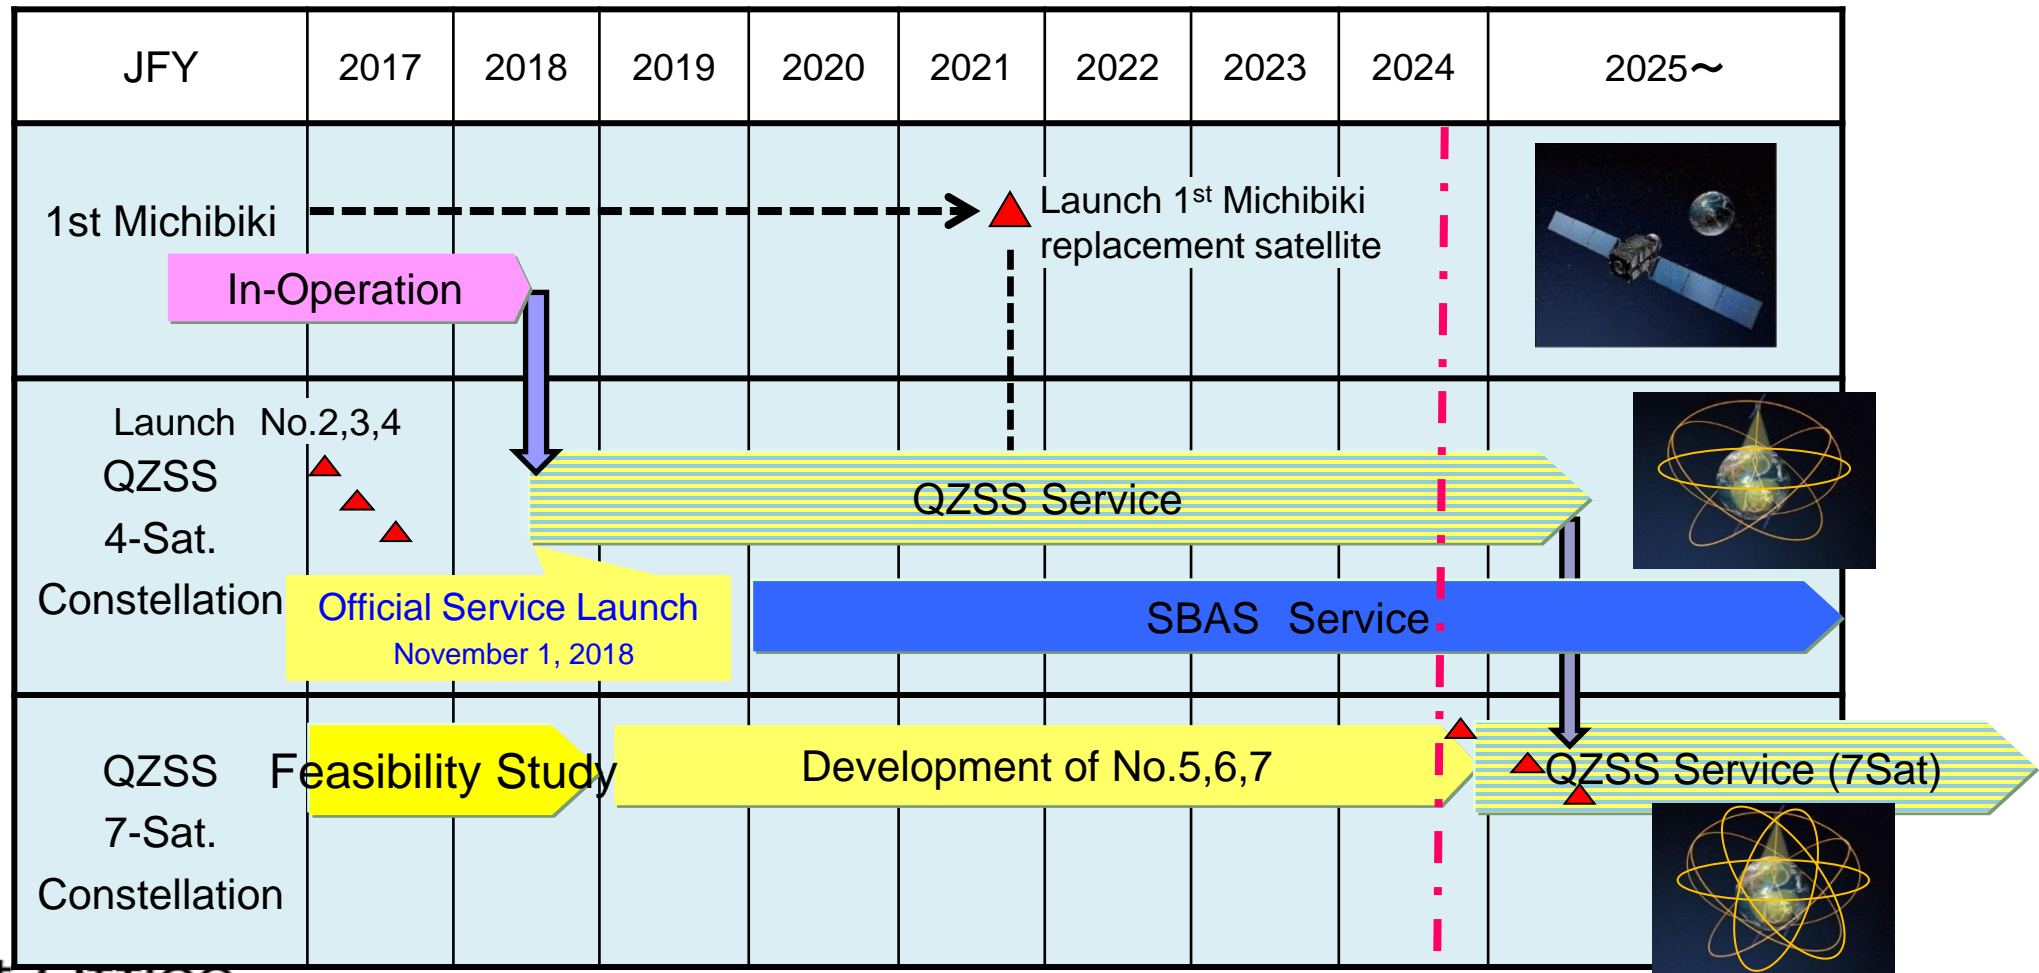 JFY 2017 2018 2019 2020 2021 2022 2023 2024 2025~
1st Michibiki
Launch 1st Michibiki
replacement satellite
In-Operation
Launch No.2,3,4
QZSS
4-Sat.
Constellation
QZSS Service
Official Service Launch
November 1, 2018
SBAS Service
QZSS
7-Sat.
Constellation
Feasibility Study
Development of No.5,6,7
QZSS Service (7Sat)